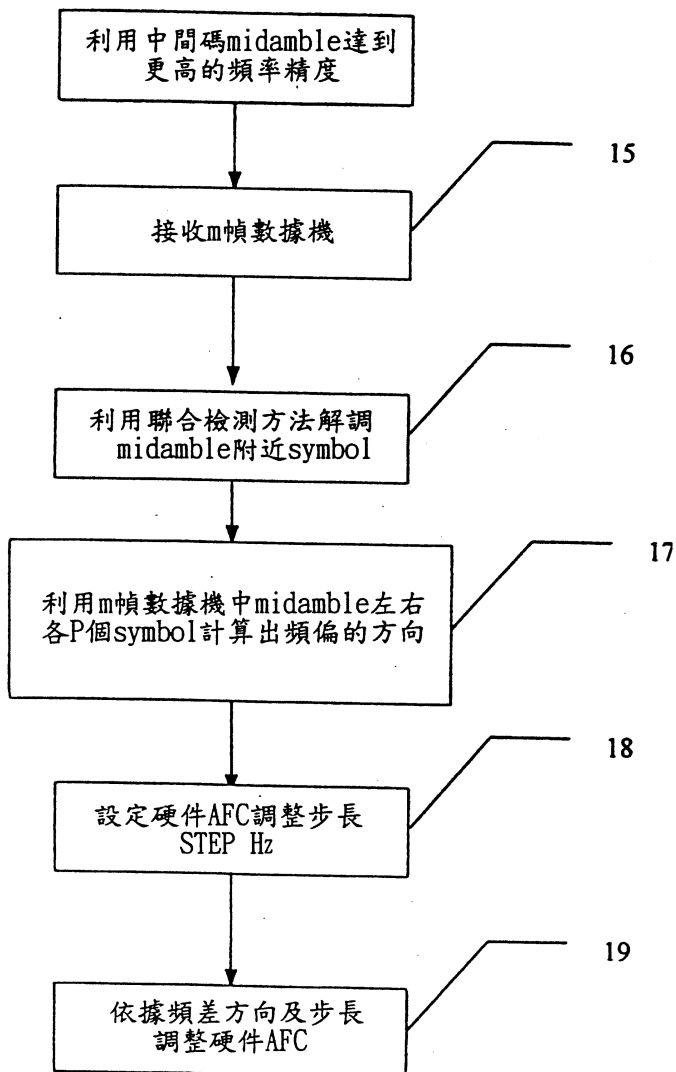 利用中間碼midamble達到
更高的頻率精度
15
接收m幀數據機
16
利用聯合檢測方法解調
midamble附近symbol
17
利用m幀數據機中midamble左右
各P個symbol計算出頻偏的方向
18
設定硬件AFC調整步長
STEP Hz
19
依據頻差方向及步長
調整硬件AFC